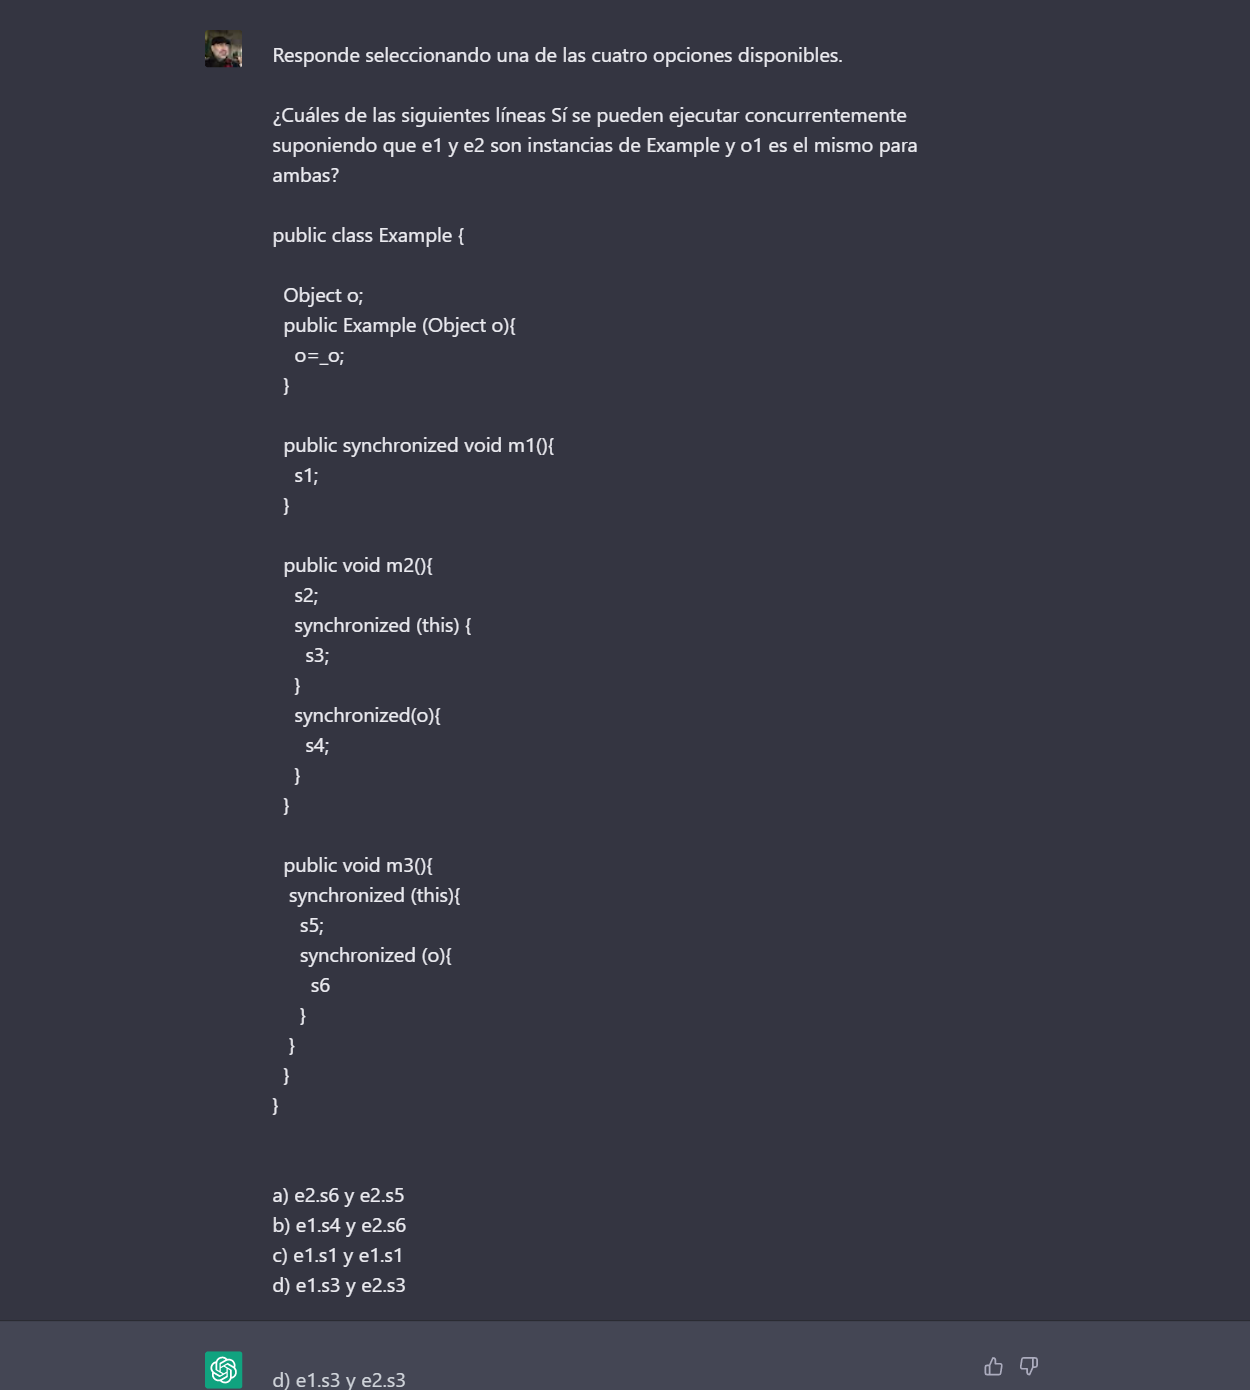 Responde seleccionando una de las cuatro opciones disponibles.
¿Cuáles de las siguientes líneas Sí se pueden ejecutar concurrentemente
suponiendo que e1 y e2 son instancias de Example y o1 es el mismo para
ambas?
public class Example {
Object o;
public Example (Object o){
o=_o;
}
public synchronized void m1(){
s1;
}
public void m2(){
s2;
synchronized (this) {
s3;
}
synchronized(o){
s4;
}
}
public void m3(){
synchronized (this){
s5;
synchronized (o){
s6
}
}
}
}
a) e2.s6 y e2.s5
b) e1.s4 y e2.s6
c) e1.s1 y e1.s1
d) e1.s3 y e2.s3
d) e1.s3 y e2.s3